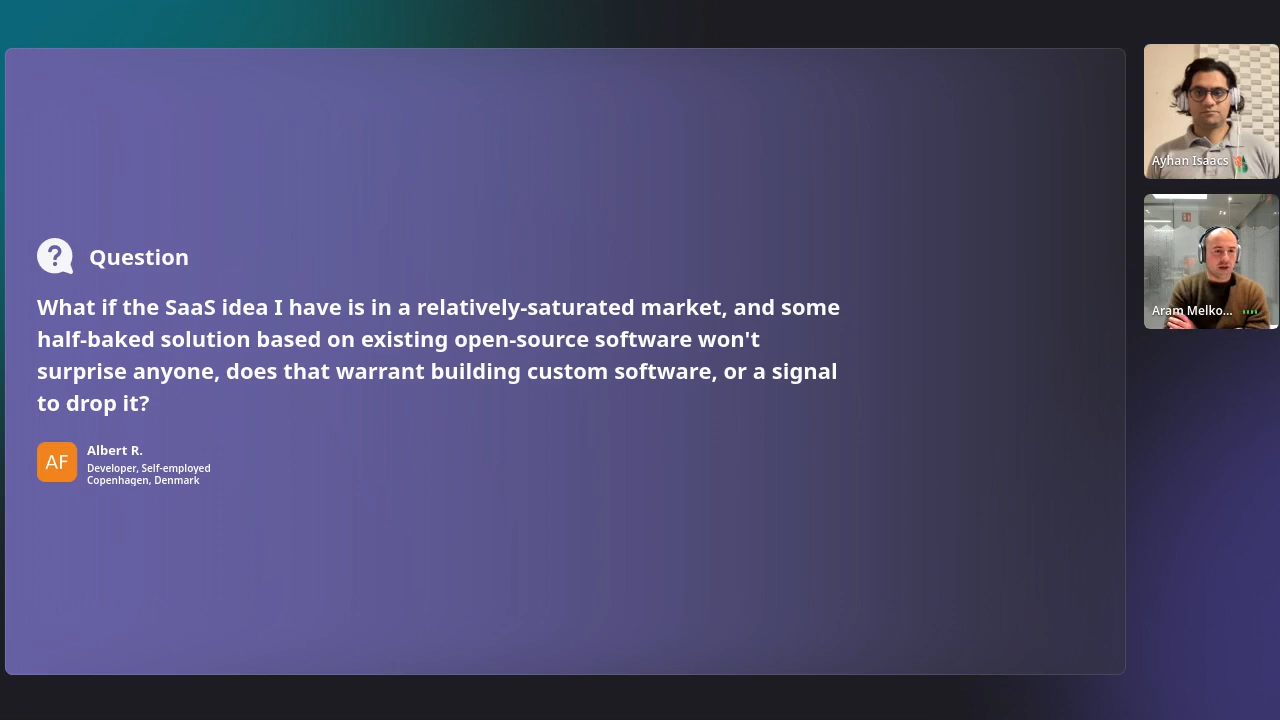 Question
What if the SaaS idea I have is in a relatively-saturated market, and some
half-baked solution based on existing open-source software won't
surprise anyone, does that warrant building custom software, or a signal
to drop it?
AF
Albert R.
Developer, Self-employed
Copenhagen, Denmark
Ayhan Isaacs
Aram Melko...